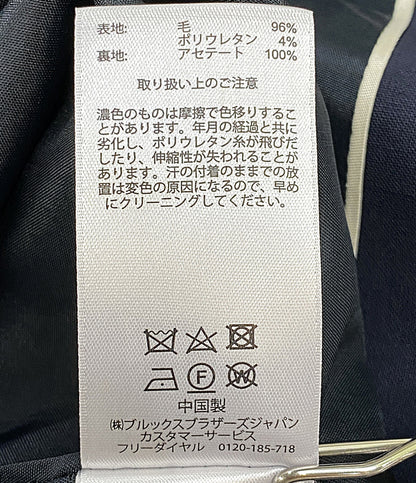 表地: 毛 96%
ポリウレタン 4%
裏地: アセテート 100%
取り扱い上のご注意
濃色のものは摩擦で色移りするこ
とがあります。年月の経過と共に
劣化し、ポリウレタン糸が飛びだ
したり、伸縮性が失われることが
あります。汗の付着のままでの放
置は変色の原因になるので、早め
にクリーニングしてください。
F W
中国製
(株)ブルックスブラザーズジャパン
カスタマーサービス
フリーダイヤル 0120-185-718